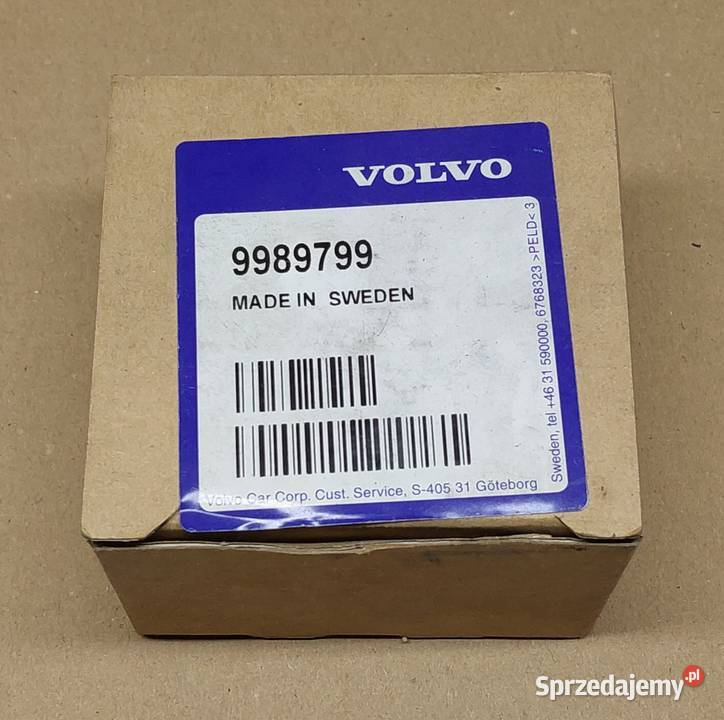 VOLVO
9989799
MADE IN SWEDEN
Volvo Car Corp. Cust. Service, S-405 31 Göteborg
Sweden, tel +46 31 590000, 6768323 >PELD< 3
Sprzedajemy.pl